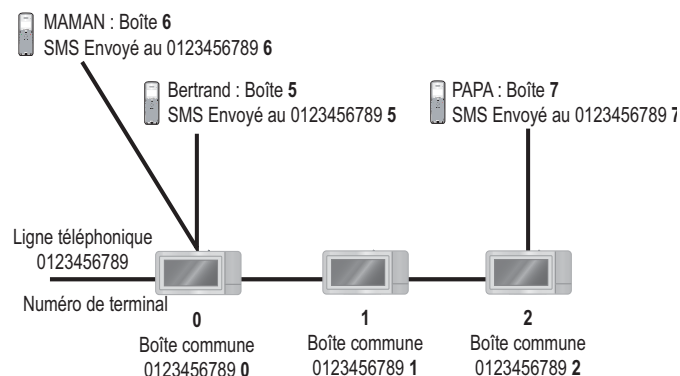 MAMAN : Boîte 6
SMS Envoyé au 0123456789 6
Bertrand : Boîte 5
SMS Envoyé au 0123456789 5
PAPA : Boîte 7
SMS Envoyé au 0123456789 7
Ligne téléphonique
0123456789
Numéro de terminal
0
Boîte commune
0123456789 0
1
Boîte commune
0123456789 1
2
Boîte commune
0123456789 2